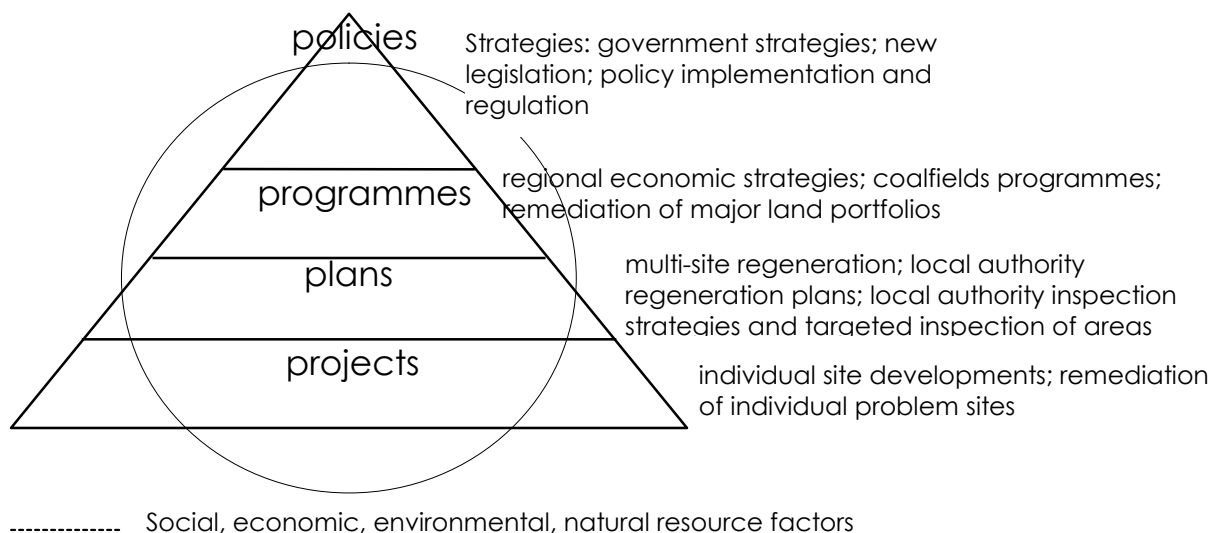 policies
Strategies: government strategies; new
legislation; policy implementation and
regulation
programmes
regional economic strategies; coalfields programmes;
remediation of major land portfolios
plans
multi-site regeneration; local authority
regeneration plans; local authority inspection
strategies and targeted inspection of areas
projects
individual site developments; remediation
of individual problem sites
Social, economic, environmental, natural resource factors